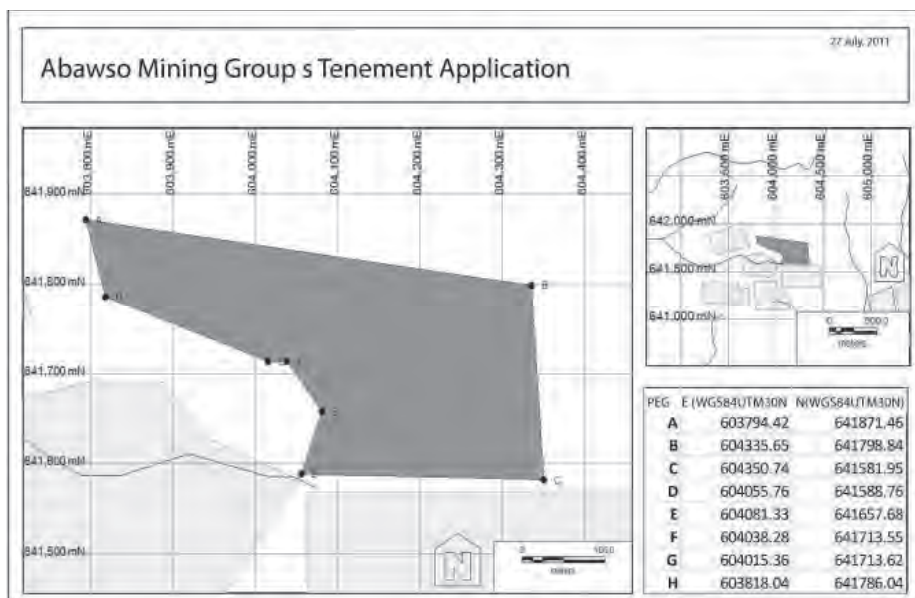 27 July, 2011
Abawso Mining Group s Tenement Application
603,800 mE
603,900 mE
604,000 mE
604,100 mE
604,200 mE
604,300 mE
604,400 mE
641,900 mN
A
641,800 mN
B
H
641,700 mN
G
F
E
641,600 mN
D
C
641,500 mN
N
0
meters
603,500 mE
604,000 mE
604,500 mE
605,000 mE
642,000 mN
641,500 mN
641,000 mN
N
0
meters
PEG E (WGS84UTM30N N(WGS84UTM30N)
A 603794.42 641871.46
B 604335.65 641798.84
C 604350.74 641581.95
D 604055.76 641588.76
E 604081.33 641657.68
F 604038.28 641713.55
G 604015.36 641713.62
H 603818.04 641786.04